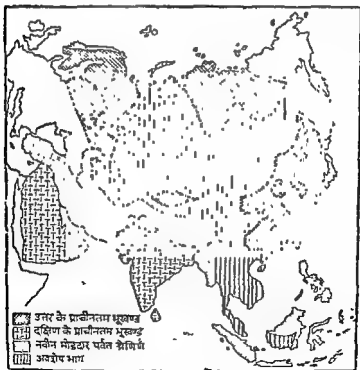 उत्तर के प्राचीनतम भूखण्ड
दक्षिण के प्राचीनतम भूखण्ड
नवीन मोड़दार पर्वत श्रेणियाँ
अवशेष भाग